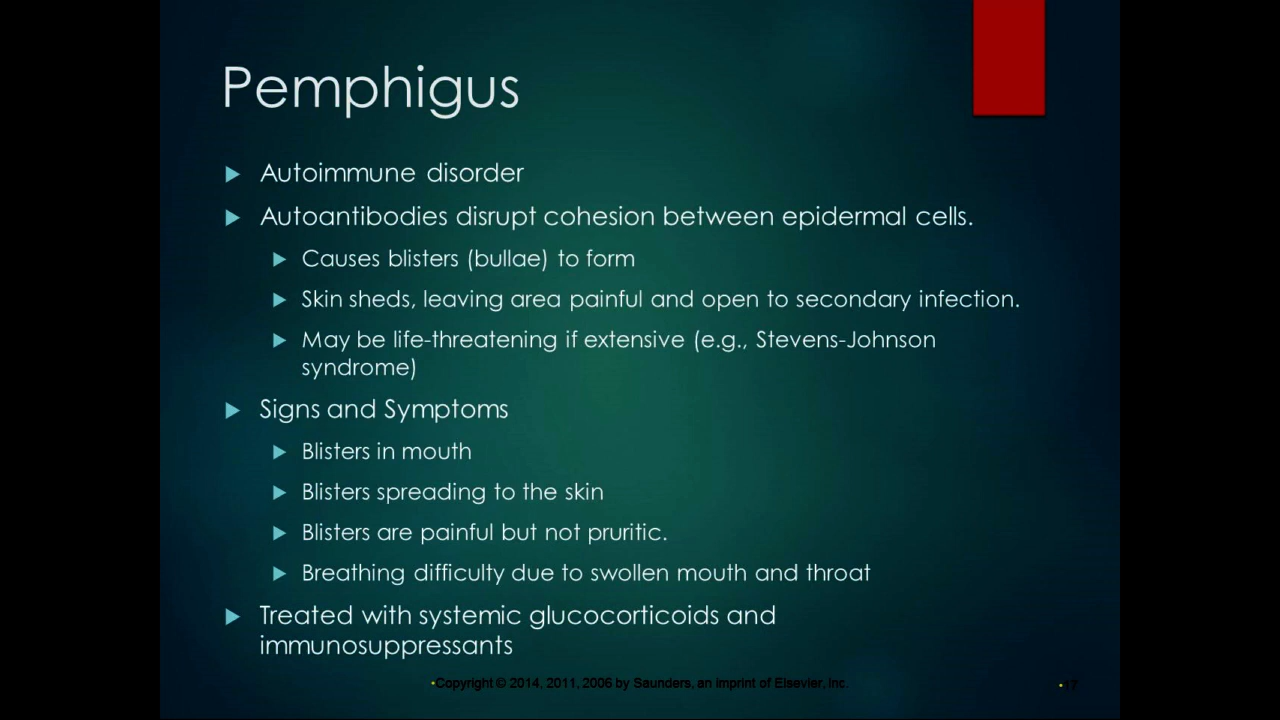 Pemphigus
Autoimmune disorder
Autoantibodies disrupt cohesion between epidermal cells.
Causes blisters (bullae) to form
Skin sheds, leaving area painful and open to secondary infection.
May be life-threatening if extensive (e.g., Stevens-Johnson
syndrome)
Signs and Symptoms
Blisters in mouth
Blisters spreading to the skin
Blisters are painful but not pruritic.
Breathing difficulty due to swollen mouth and throat
Treated with systemic glucocorticoids and
immunosuppressants
•Copyright © 2014, 2011, 2006 by Saunders, an imprint of Elsevier, Inc.
•17